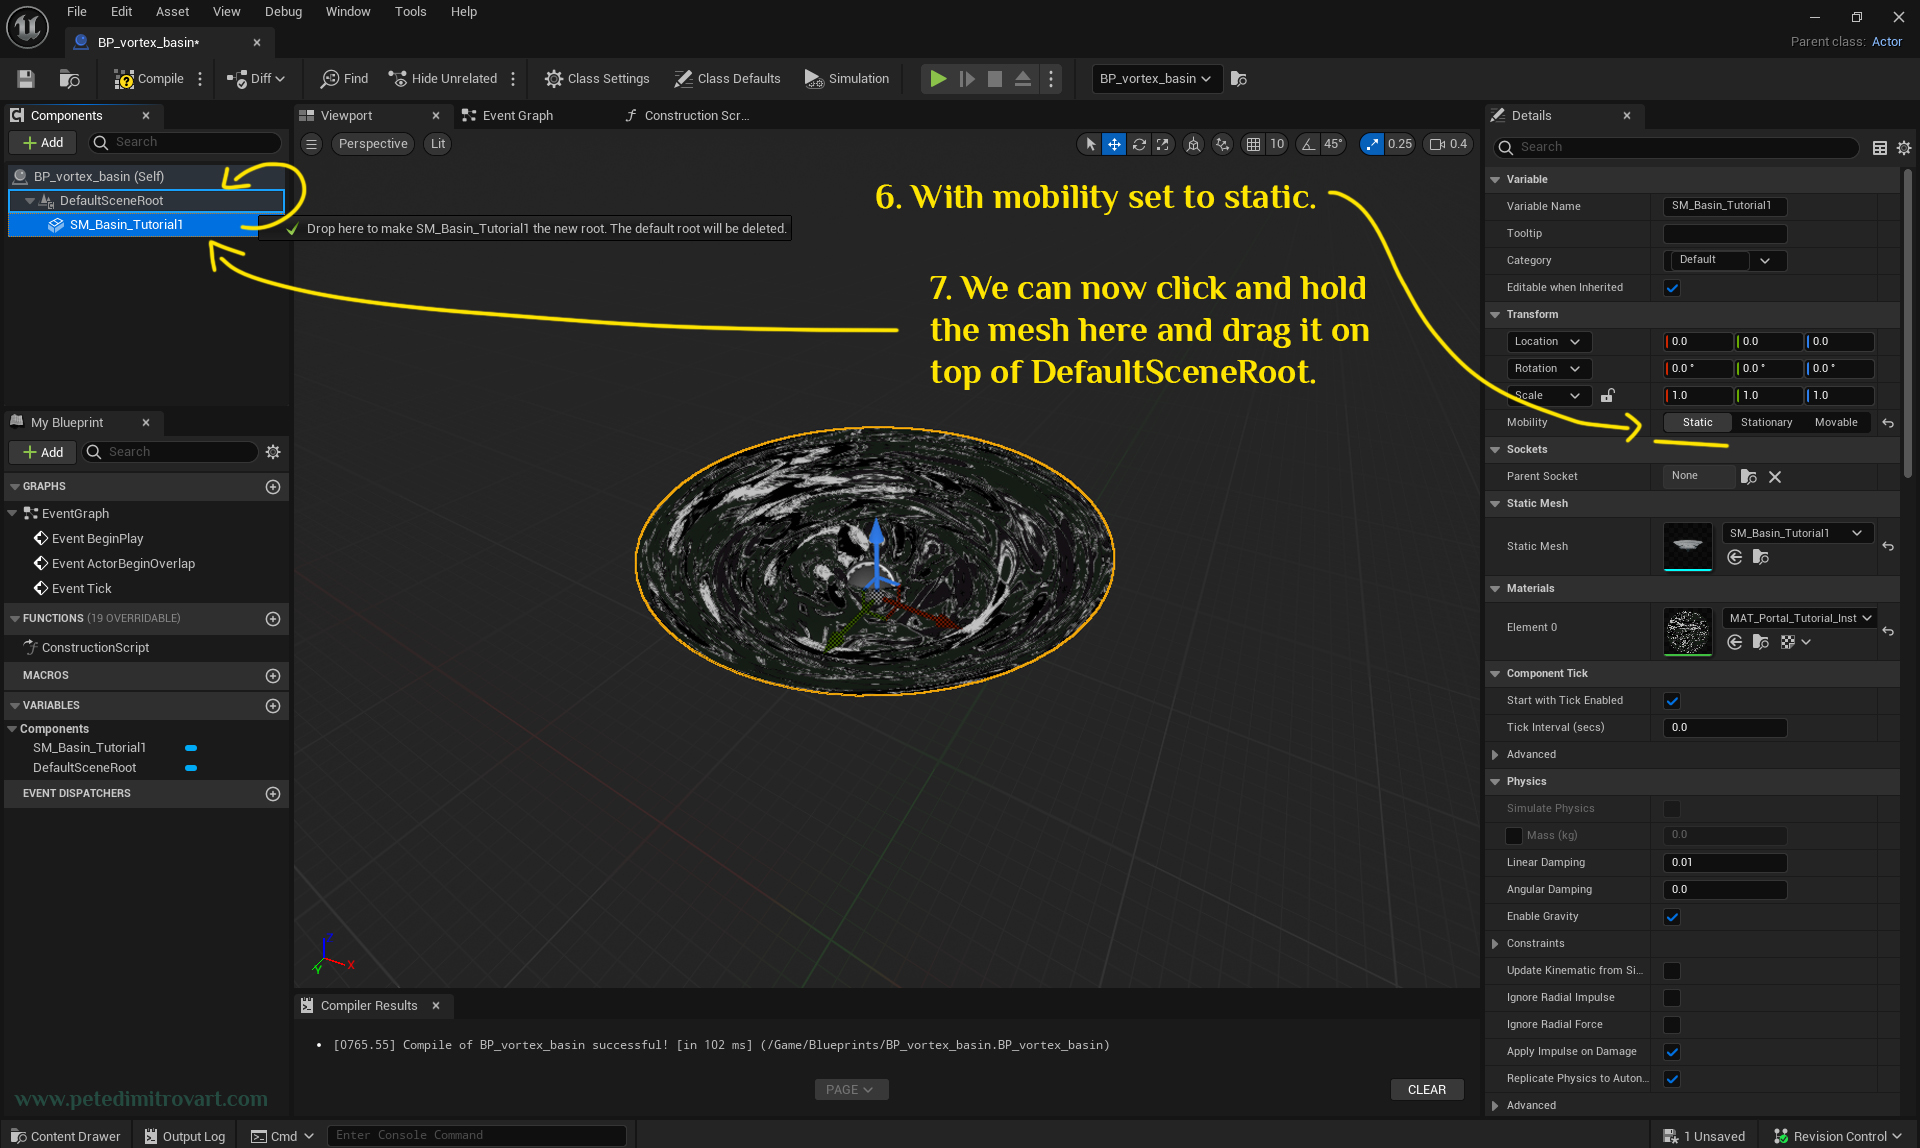 File Edit Asset View Debug Window Tools Help
BP_vortex_basin*
Parent class: Actor
Compile Diff Find Hide Unrelated Class Settings Class Defaults Simulation BP_vortex_basin
Components
Add Search
BP_vortex_basin (Self)
DefaultSceneRoot
SM_Basin_Tutorial1
Drop here to make SM_Basin_Tutorial1 the new root. The default root will be deleted.
My Blueprint
Add Search
GRAPHS
EventGraph
Event BeginPlay
Event ActorBeginOverlap
Event Tick
FUNCTIONS (19 OVERRIDABLE)
ConstructionScript
MACROS
VARIABLES
Components
SM_Basin_Tutorial1
DefaultSceneRoot
EVENT DISPATCHERS
www.petedimitrovart.com
Viewport Event Graph Construction Scr...
Perspective Lit 10 45° 0.25 0.4
6. With mobility set to static.
7. We can now click and hold
the mesh here and drag it on
top of DefaultSceneRoot.
Z
X
Y
Compiler Results
• [0765.55] Compile of BP_vortex_basin successful! [in 102 ms] (/Game/Blueprints/BP_vortex_basin.BP_vortex_basin)
PAGE CLEAR
Details
Search
Variable
Variable Name SM_Basin_Tutorial1
Tooltip
Category Default
Editable when Inherited
Transform
Location 0.0 0.0 0.0
Rotation 0.0 ° 0.0 ° 0.0 °
Scale 1.0 1.0 1.0
Mobility Static Stationary Movable
Sockets
Parent Socket None
Static Mesh
Static Mesh SM_Basin_Tutorial1
Materials
Element 0 MAT_Portal_Tutorial_Inst
Component Tick
Start with Tick Enabled
Tick Interval (secs) 0.0
Advanced
Physics
Simulate Physics
Mass (kg) 0.0
Linear Damping 0.01
Angular Damping 0.0
Enable Gravity
Constraints
Update Kinematic from Si...
Ignore Radial Impulse
Ignore Radial Force
Apply Impulse on Damage
Replicate Physics to Auton...
Advanced
Content Drawer Output Log Cmd Enter Console Command 1 Unsaved Revision Control